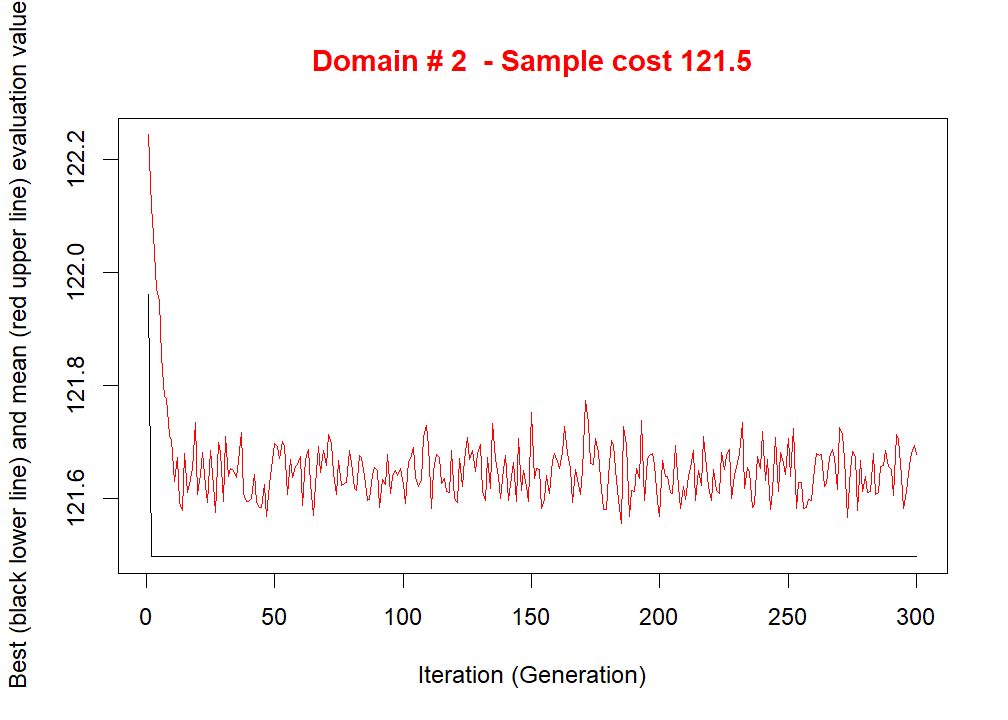 Domain # 2  - Sample cost 121.5
Best (black lower line) and mean (red upper line) evaluation value
122.2
122.0
121.8
121.6
0 50 100 150 200 250 300
Iteration (Generation)